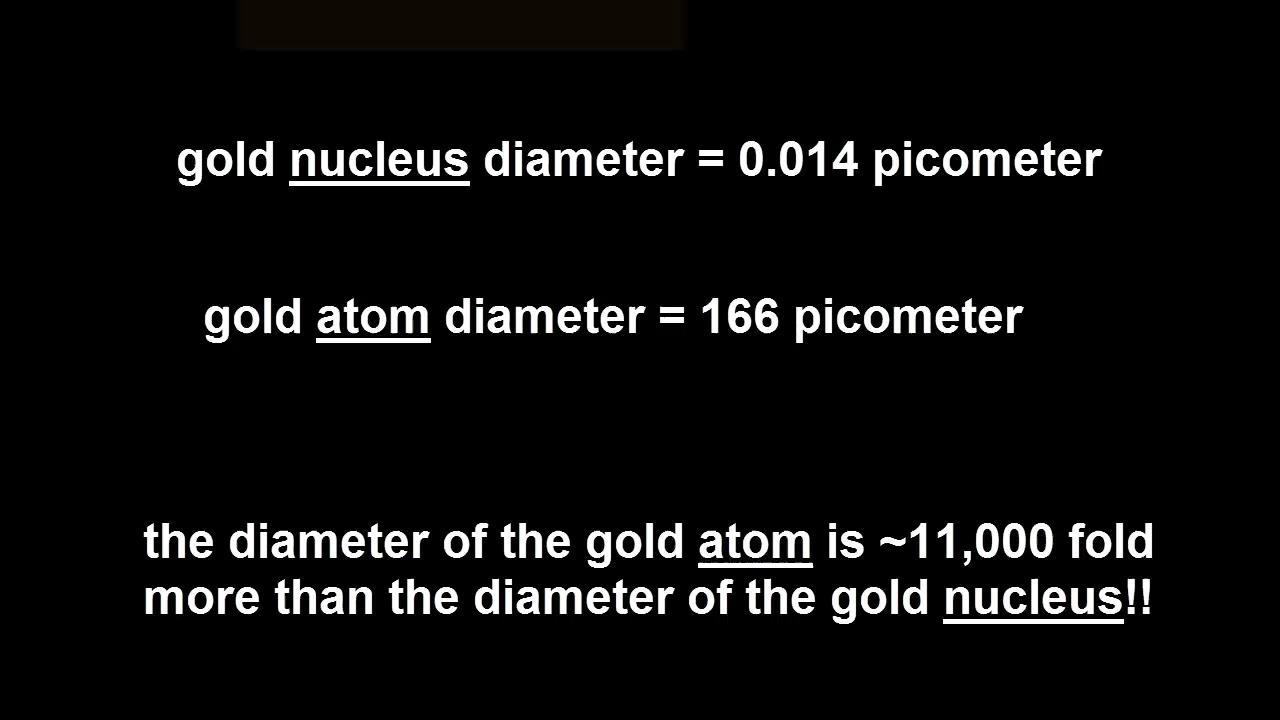 gold nucleus diameter = 0.014 picometer
gold atom diameter = 166 picometer
the diameter of the gold atom is ~11,000 fold
more than the diameter of the gold nucleus!!